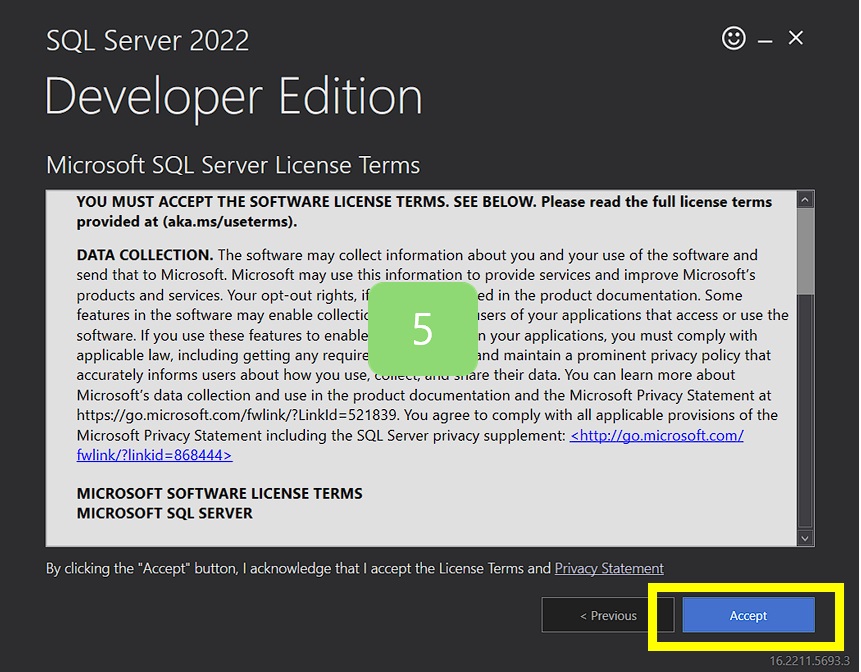 SQL Server 2022
Developer Edition
Microsoft SQL Server License Terms
YOU MUST ACCEPT THE SOFTWARE LICENSE TERMS. SEE BELOW. Please read the full license terms
provided at (aka.ms/useterms).
DATA COLLECTION. The software may collect information about you and your use of the software and
send that to Microsoft. Microsoft may use this information to provide services and improve Microsoft's
products and services. Your opt-out rights, if ed in the product documentation. Some
features in the software may enable collectio users of your applications that access or use the
software. If you use these features to enable n your applications, you must comply with
applicable law, including getting any require and maintain a prominent privacy policy that
accurately informs users about how you use, collect, and share their data. You can learn more about
Microsoft's data collection and use in the product documentation and the Microsoft Privacy Statement at
https://go.microsoft.com/fwlink/?LinkId=521839. You agree to comply with all applicable provisions of the
Microsoft Privacy Statement including the SQL Server privacy supplement: <http://go.microsoft.com/
fwlink/?linkid=868444>
5
MICROSOFT SOFTWARE LICENSE TERMS
MICROSOFT SQL SERVER
By clicking the "Accept" button, I acknowledge that I accept the License Terms and Privacy Statement
< Previous
Accept
16.2211.5693.3